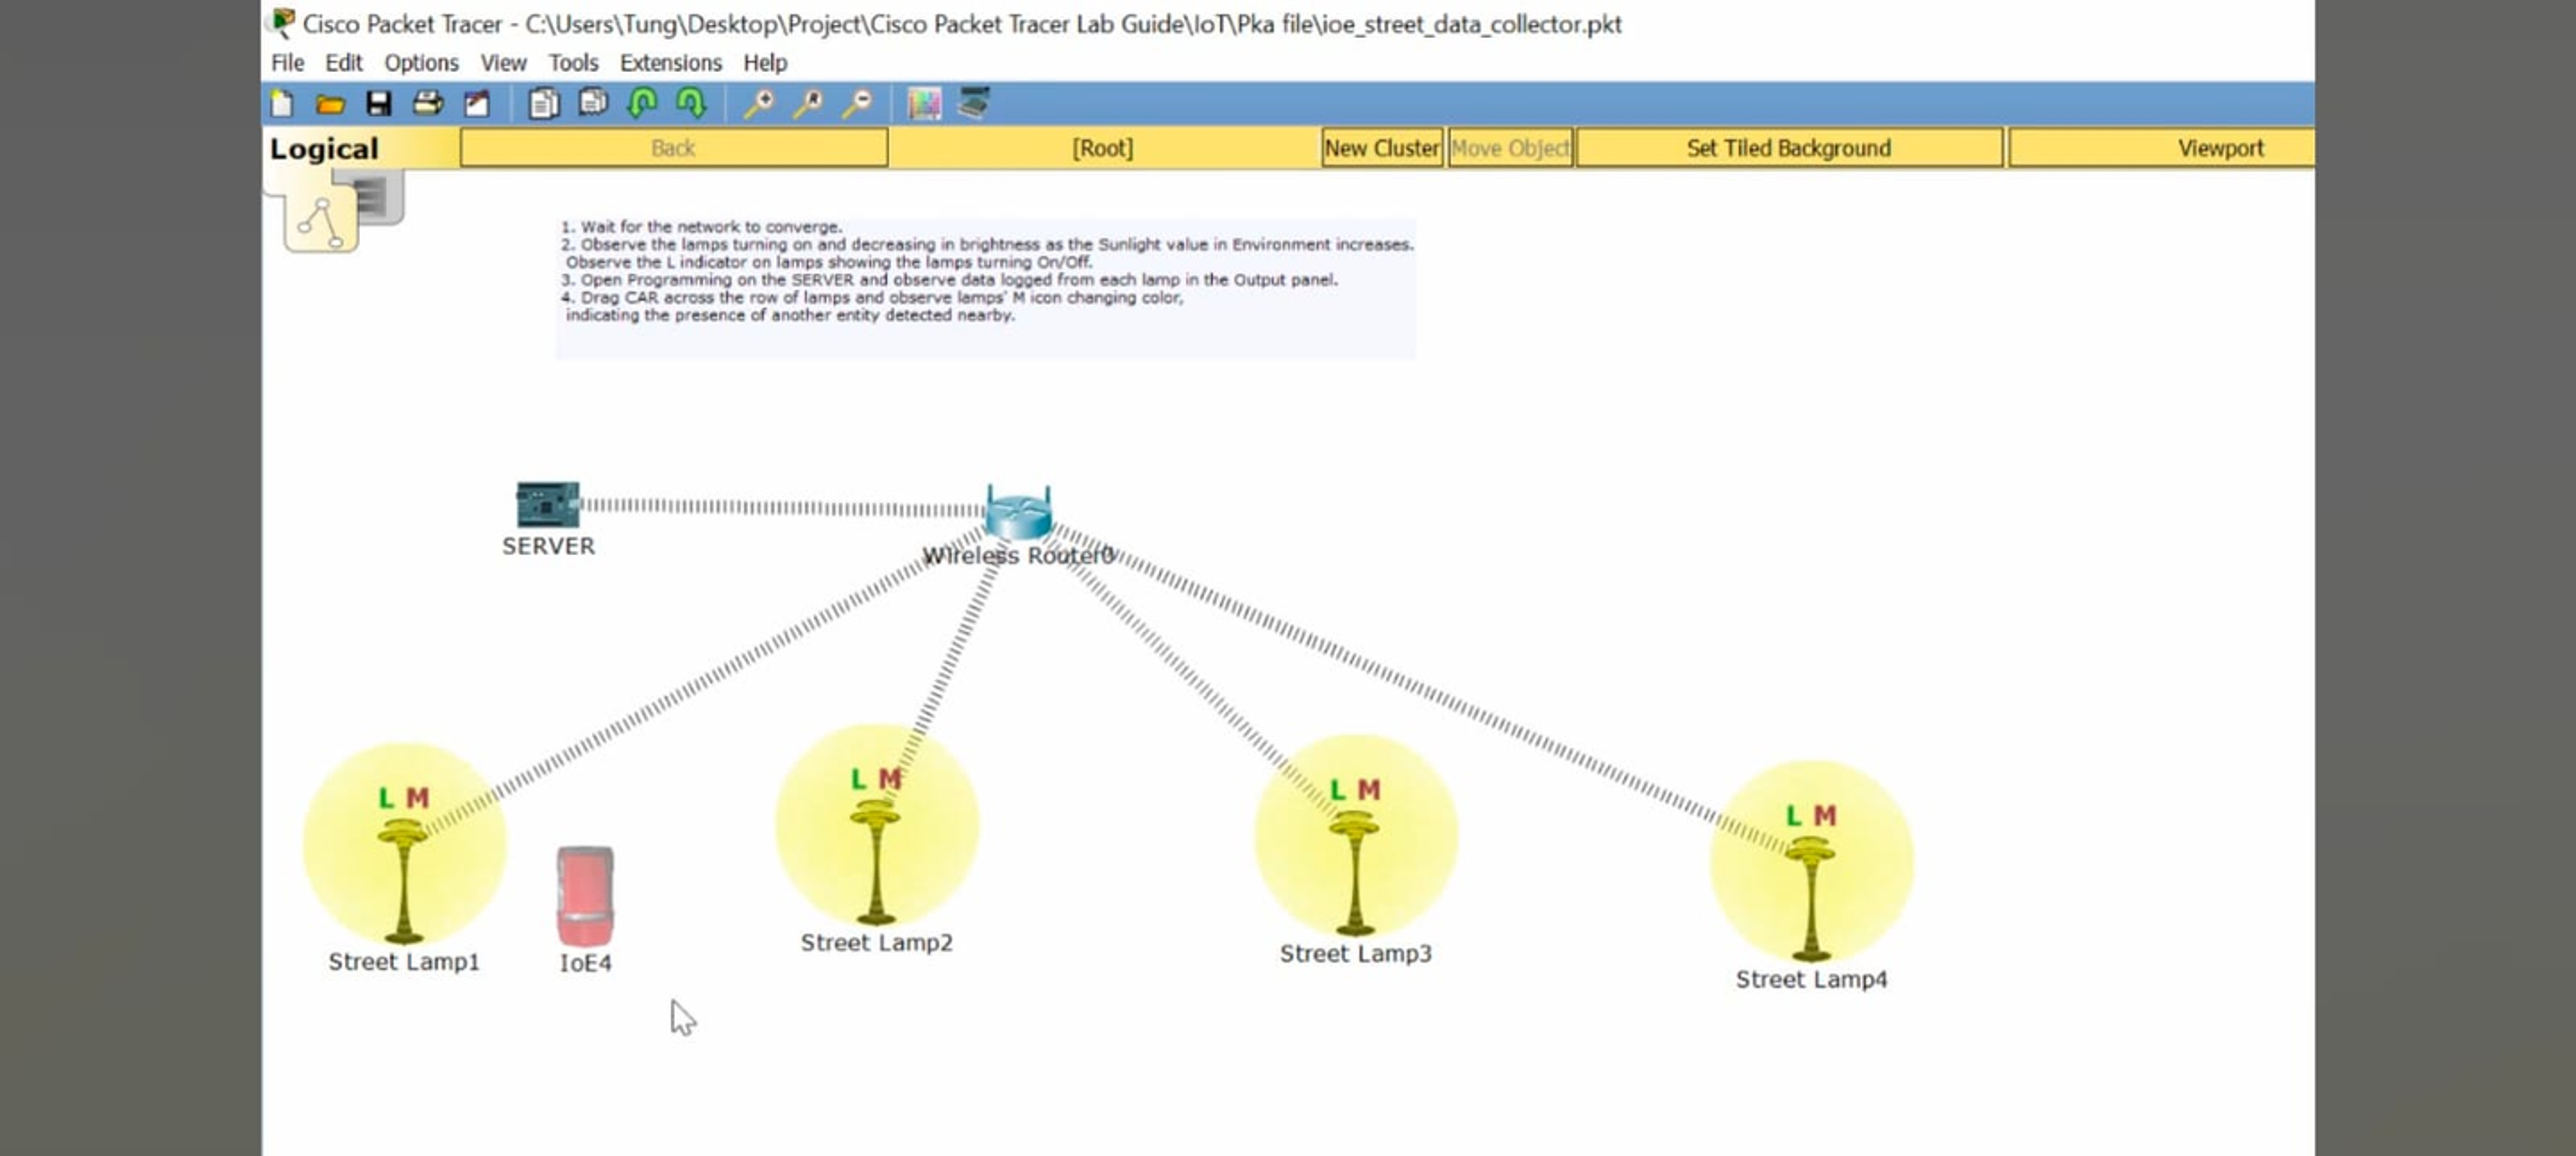 Cisco Packet Tracer - C:\Users\Tung\Desktop\Project\Cisco Packet Tracer Lab Guide\IoT\Pka file\ioe_street_data_collector.pkt
File Edit Options View Tools Extensions Help
Logical Back [Root] New Cluster Move Object Set Tiled Background Viewport
1. Wait for the network to converge.
2. Observe the lamps turning on and decreasing in brightness as the Sunlight value in Environment increases.
Observe the L indicator on lamps showing the lamps turning On/Off.
3. Open Programming on the SERVER and observe data logged from each lamp in the Output panel.
4. Drag CAR across the row of lamps and observe lamps' M icon changing color,
indicating the presence of another entity detected nearby.
SERVER
Wireless Router0
L M
L M
L M
L M
Street Lamp1
IoE4
Street Lamp2
Street Lamp3
Street Lamp4